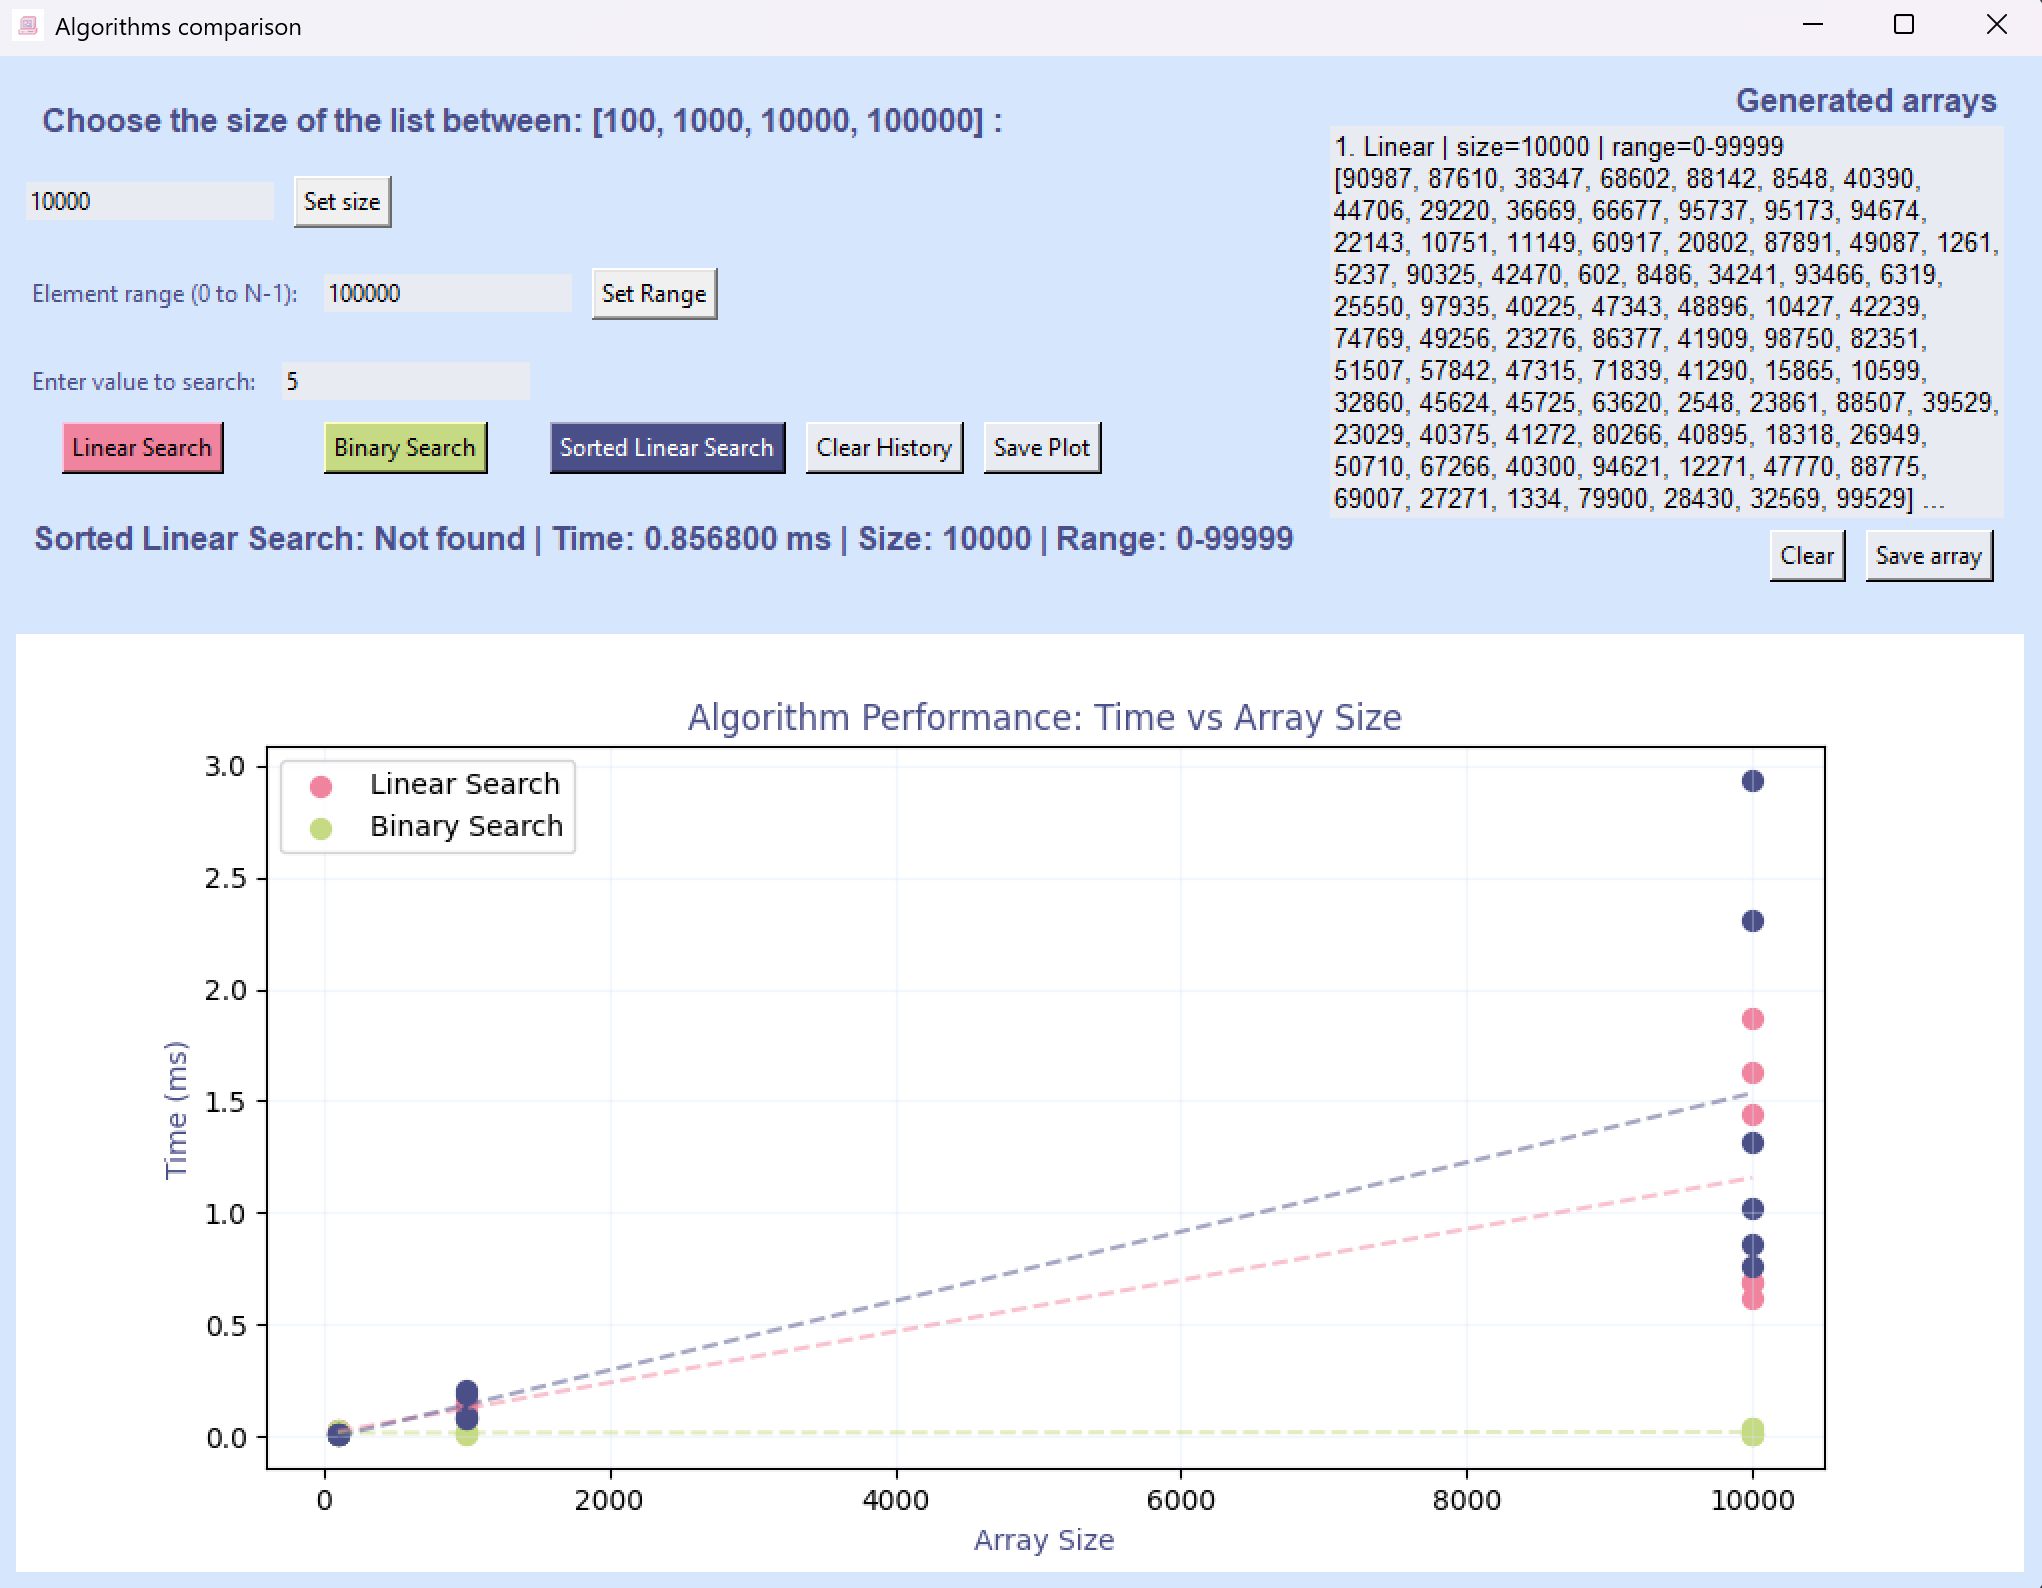 Algorithms comparison
Choose the size of the list between: [100, 1000, 10000, 100000] :
10000
Set size
Element range (0 to N-1):
100000
Set Range
Enter value to search:
5
Linear Search
Binary Search
Sorted Linear Search
Clear History
Save Plot
Sorted Linear Search: Not found | Time: 0.856800 ms | Size: 10000 | Range: 0-99999
Generated arrays
1. Linear | size=10000 | range=0-99999
[90987, 87610, 38347, 68602, 88142, 8548, 40390,
44706, 29220, 36669, 66677, 95737, 95173, 94674,
22143, 10751, 11149, 60917, 20802, 87891, 49087, 1261,
5237, 90325, 42470, 602, 8486, 34241, 93466, 6319,
25550, 97935, 40225, 47343, 48896, 10427, 42239,
74769, 49256, 23276, 86377, 41909, 98750, 82351,
51507, 57842, 47315, 71839, 41290, 15865, 10599,
32860, 45624, 45725, 63620, 2548, 23861, 88507, 39529,
23029, 40375, 41272, 80266, 40895, 18318, 26949,
50710, 67266, 40300, 94621, 12271, 47770, 88775,
69007, 27271, 1334, 79900, 28430, 32569, 99529] ...
Clear
Save array
Algorithm Performance: Time vs Array Size
Linear Search
Binary Search
3.0
2.5
2.0
1.5
1.0
0.5
0.0
Time (ms)
0
2000
4000
6000
8000
10000
Array Size